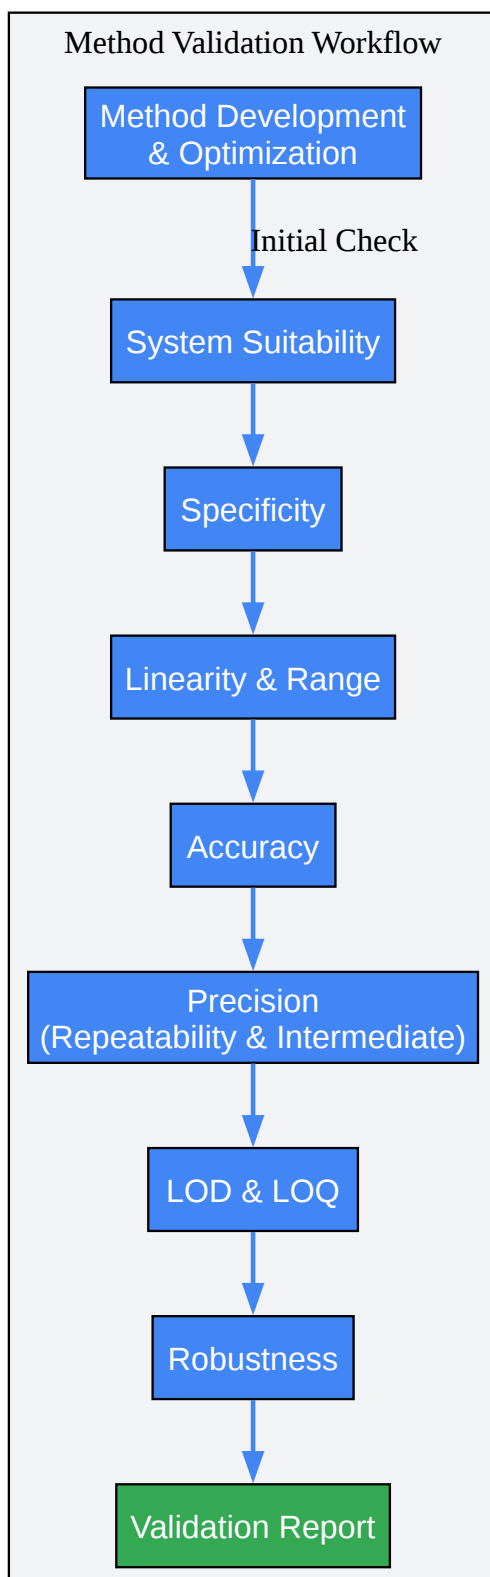 Method Validation Workflow
Method Development
& Optimization
Initial Check
System Suitability
Specificity
Linearity & Range
Accuracy
Precision
(Repeatability & Intermediate)
LOD & LOQ
Robustness
Validation Report